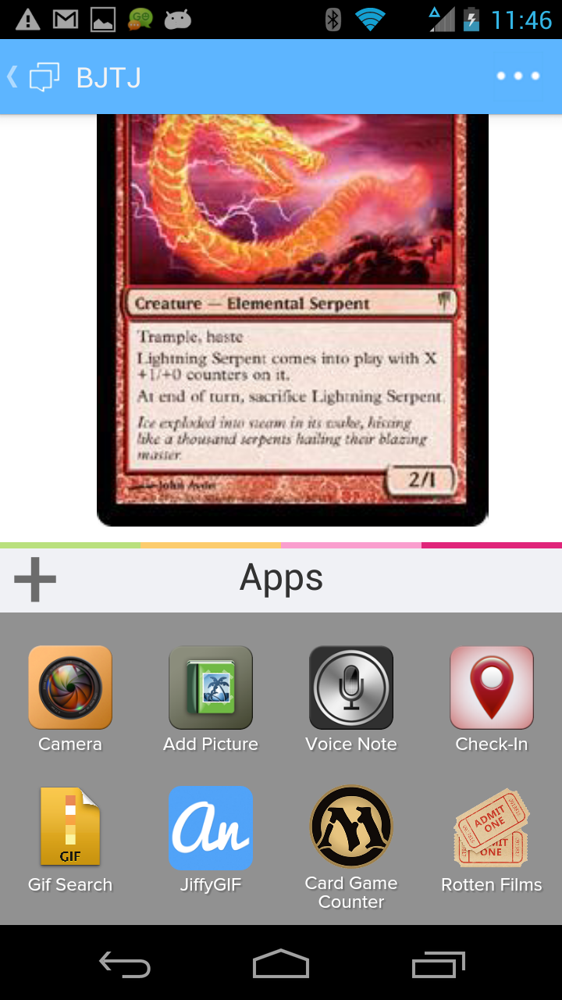 11:46
BJTJ
Creature — Elemental Serpent
Trample, haste
Lightning Serpent comes into play with X
+1/+0 counters on it.
At end of turn, sacrifice Lightning Serpent.
Ice exploded into steam in its wake, hissing
like a thousand serpents hailing their blazing
master.
John Avon
2/1
Apps
Camera
Add Picture
Voice Note
Check-In
GIF
An
M
ADMIT
ONE
ONE
Gif Search
JiffyGIF
Card Game
Counter
Rotten Films